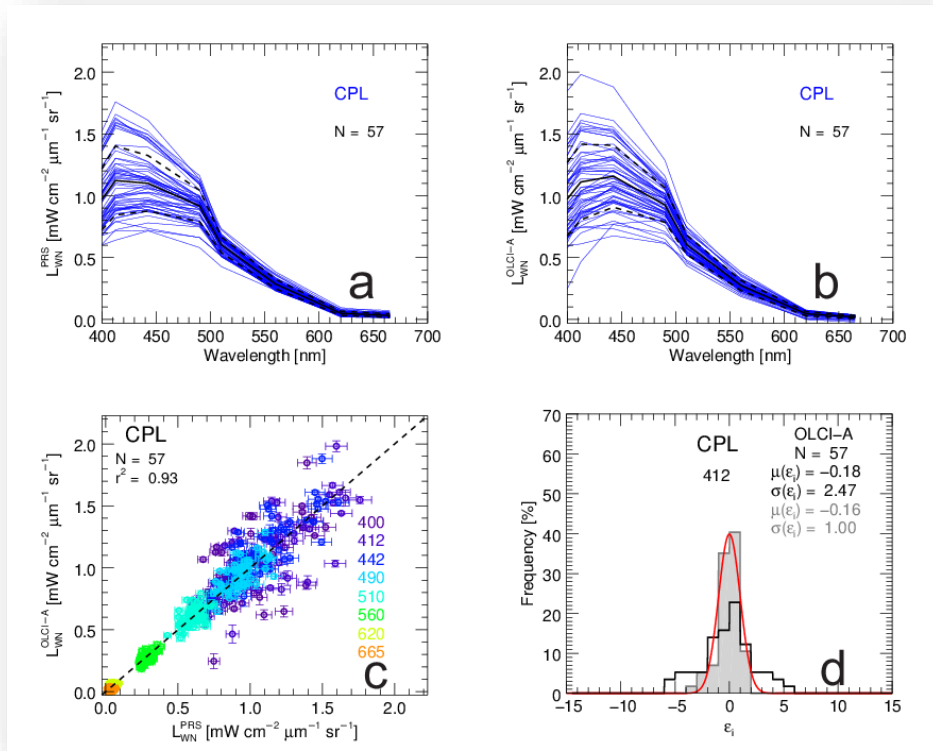 CPL
N = 57
a
L_WN^PRS [mW cm⁻² μm⁻¹ sr⁻¹]
2.0
1.5
1.0
0.5
0.0
400 450 500 550 600 650 700
Wavelength [nm]
CPL
N = 57
b
L_WN^OLCI−A [mW cm⁻² μm⁻¹ sr⁻¹]
2.0
1.5
1.0
0.5
0.0
400 450 500 550 600 650 700
Wavelength [nm]
CPL
N = 57
r² = 0.93
400
412
442
490
510
560
620
665
c
L_WN^OLCI−A [mW cm⁻² μm⁻¹ sr⁻¹]
2.0
1.5
1.0
0.5
0.0
0.0 0.5 1.0 1.5 2.0
L_WN^PRS [mW cm⁻² μm⁻¹ sr⁻¹]
CPL
412
OLCI−A
N = 57
μ(ε_i) = −0.18
σ(ε_i) = 2.47
μ(ε_i) = −0.16
σ(ε_i) = 1.00
d
Frequency [%]
70
60
50
40
30
20
10
0
−15 −10 −5 0 5 10 15
ε_i